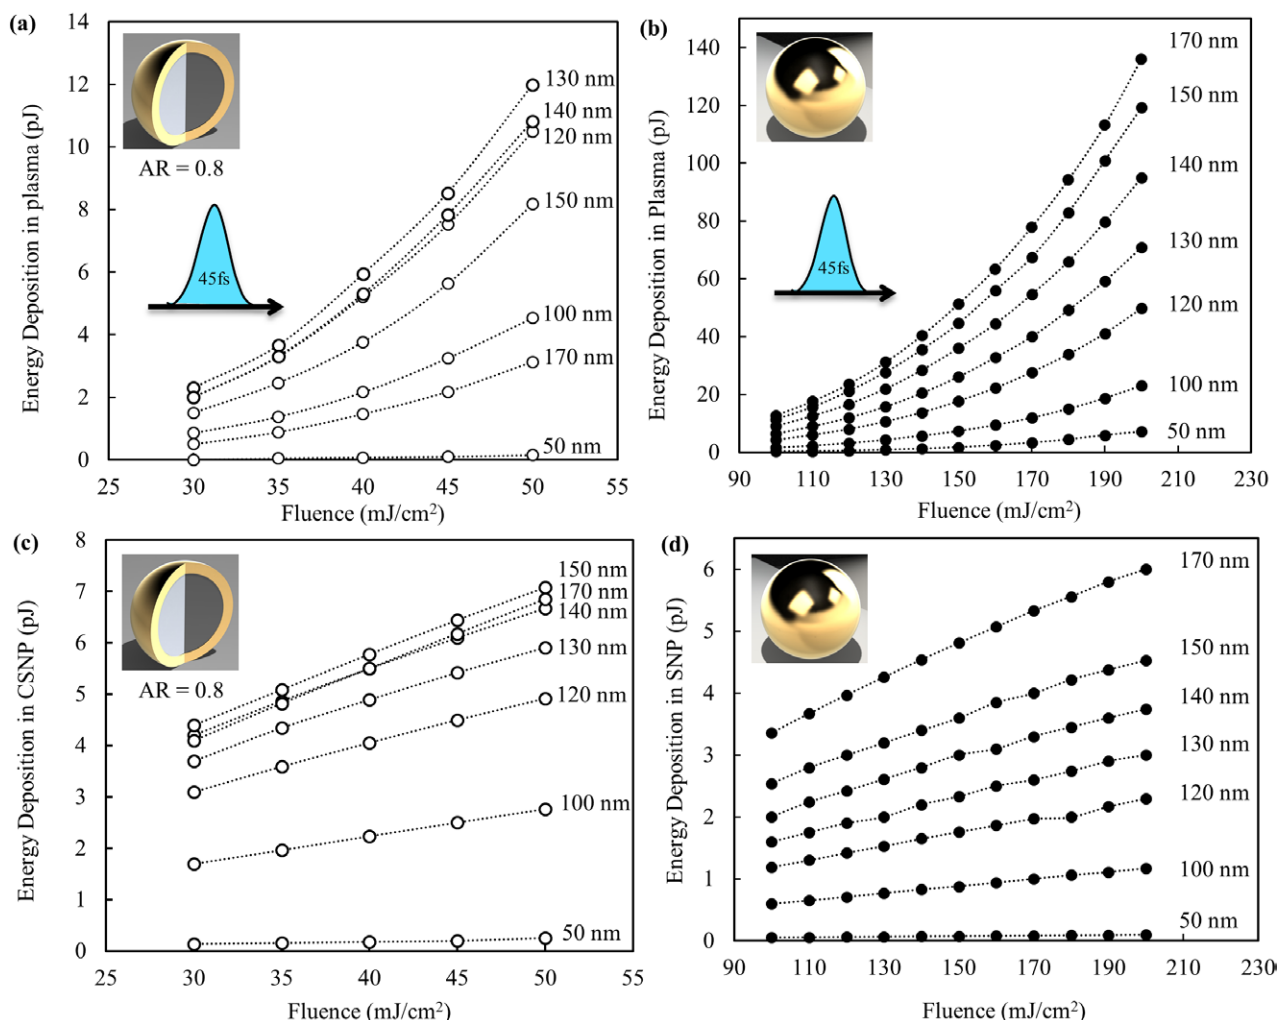 (a)
Energy Deposition in plasma (pJ)
14
12
10
8
6
4
2
0
AR = 0.8
45fs
130 nm
140 nm
120 nm
150 nm
100 nm
170 nm
50 nm
25 30 35 40 45 50 55
Fluence (mJ/cm²)
(b)
Energy Deposition in Plasma (pJ)
140
120
100
80
60
40
20
0
45fs
170 nm
150 nm
140 nm
130 nm
120 nm
100 nm
50 nm
90 110 130 150 170 190 210 230
Fluence (mJ/cm²)
(c)
Energy Deposition in CSNP (pJ)
8
7
6
5
4
3
2
1
0
AR = 0.8
150 nm
170 nm
140 nm
130 nm
120 nm
100 nm
50 nm
25 30 35 40 45 50 55
Fluence (mJ/cm²)
(d)
Energy Deposition in SNP (pJ)
6
5
4
3
2
1
0
170 nm
150 nm
140 nm
130 nm
120 nm
100 nm
50 nm
90 110 130 150 170 190 210 230
Fluence (mJ/cm²)